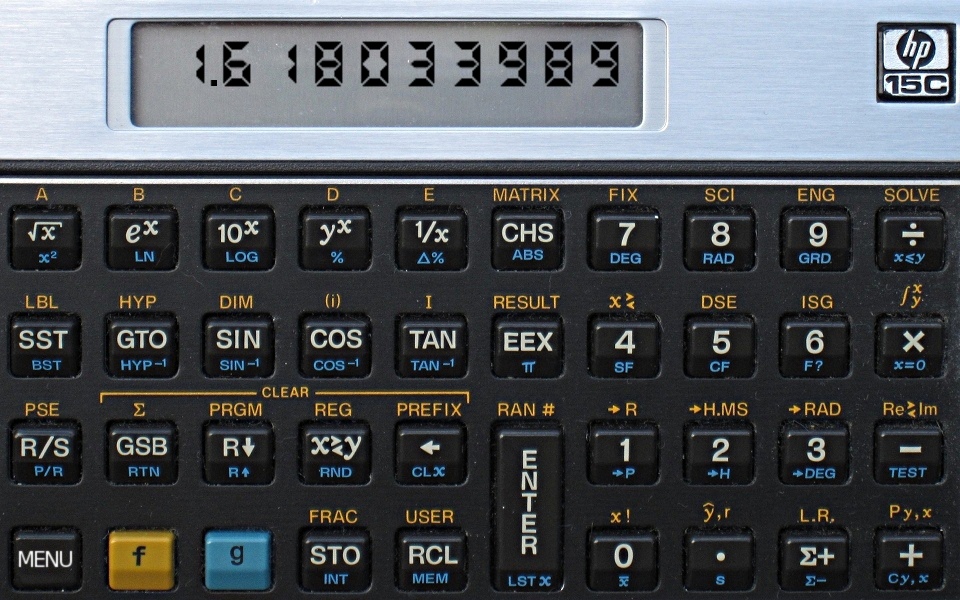 1.618033989
hp
15C
A B C D E MATRIX FIX SCI ENG SOLVE
√x eˣ 10ˣ yˣ 1/x CHS 7 8 9 ÷
x² LN LOG % Δ% ABS DEG RAD GRD x≤y
LBL HYP DIM (i) I RESULT x≷ DSE ISG ∫xy
SST GTO SIN COS TAN EEX 4 5 6 ×
BST HYP⁻¹ SIN⁻¹ COS⁻¹ TAN⁻¹ π SF CF F? x=0
CLEAR
PSE Σ PRGM REG PREFIX RAN # →R →H.MS →RAD Re≷Im
R/S GSB R↓ x≷y ← ENTER 1 2 3 −
P/R RTN R↑ RND CLx →P →H →DEG TEST
FRAC USER x! ŷ,r L.R. Py,x
MENU f g STO RCL 0 . Σ+ +
INT MEM LSTx x̅ s Σ− Cy,x